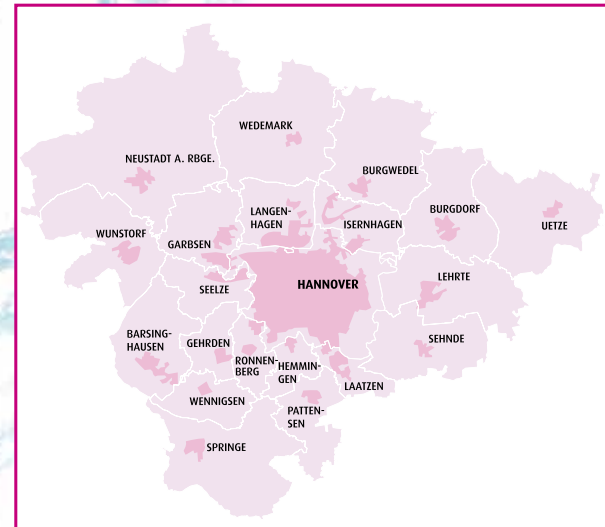 WEDEMARK
NEUSTADT A. RBGE.
BURGWEDEL
LANGEN-
HAGEN
ISERNHAGEN
BURGDORF
UETZE
WUNSTORF
GARBSEN
SEELZE
HANNOVER
LEHRTE
BARSING-
HAUSEN
GEHRDEN
RONNEN-
BERG
HEMMIN-
GEN
LAATZEN
SEHNDE
WENNIGSEN
PATTEN-
SEN
SPRINGE